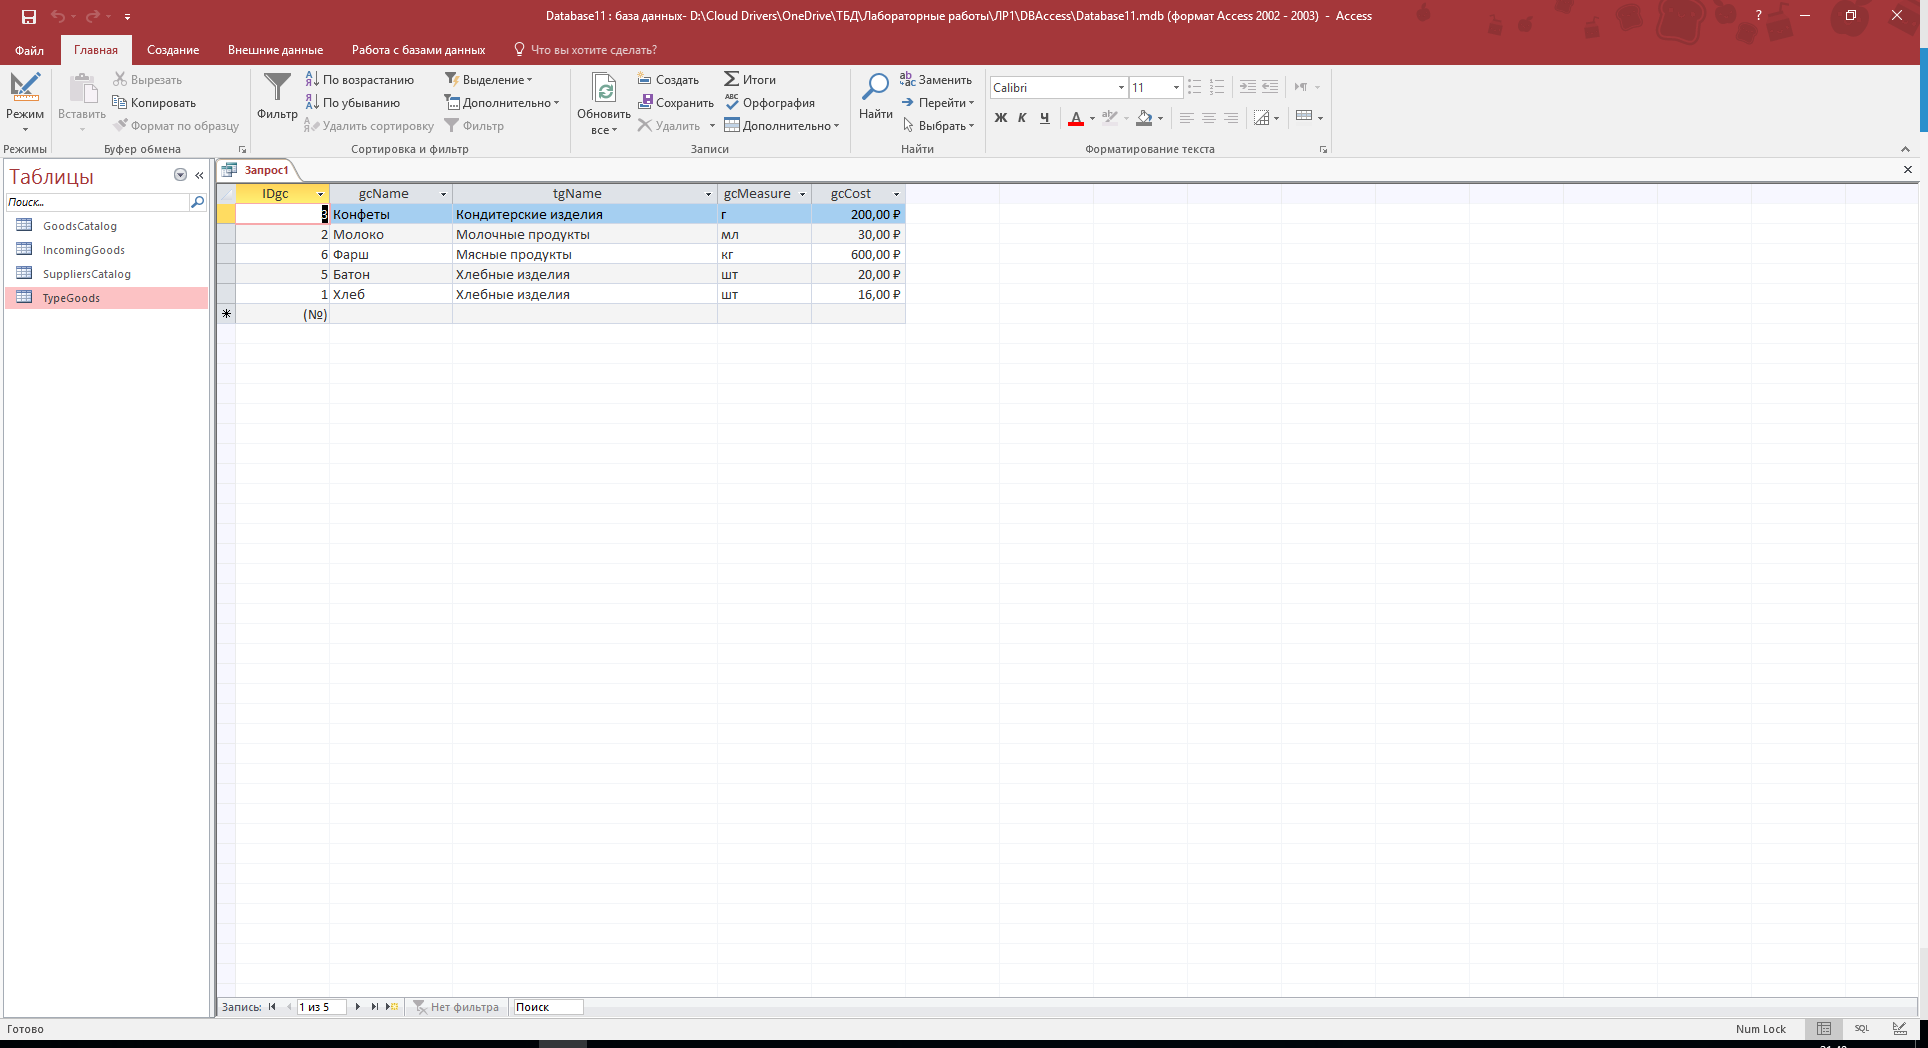 Database11 : база данных- D:\Cloud Drivers\OneDrive\ТБД\Лабораторные работы\ЛР1\DBAccess\Database11.mdb (формат Access 2002 - 2003) - Access
Файл Главная Создание Внешние данные Работа с базами данных Что вы хотите сделать?
Режим
Режимы
Вставить
Вырезать
Копировать
Формат по образцу
Буфер обмена
Фильтр
По возрастанию
По убыванию
Удалить сортировку
Выделение
Дополнительно
Фильтр
Сортировка и фильтр
Обновить
все
Создать
Сохранить
Удалить
Итоги
Орфография
Дополнительно
Записи
Найти
Заменить
Перейти
Выбрать
Найти
Calibri 11
Ж К Ч
Форматирование текста
Таблицы
Поиск...
GoodsCatalog
IncomingGoods
SuppliersCatalog
TypeGoods
Запрос1
IDgc gcName tgName gcMeasure gcCost
3 Конфеты Кондитерские изделия г 200,00 ₽
2 Молоко Молочные продукты мл 30,00 ₽
6 Фарш Мясные продукты кг 600,00 ₽
5 Батон Хлебные изделия шт 20,00 ₽
1 Хлеб Хлебные изделия шт 16,00 ₽
(№)
Запись: 1 из 5 Нет фильтра Поиск
Готово Num Lock SQL